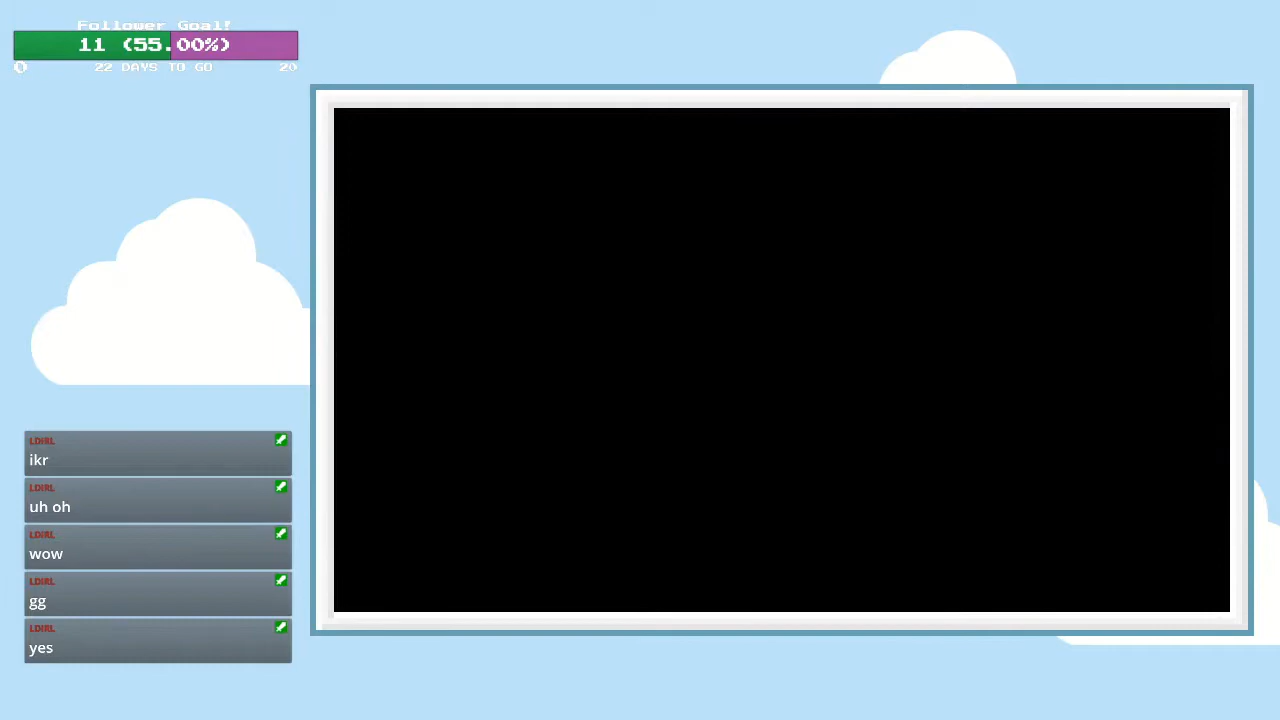 Follower Goal!
11 (55.00%)
0 22 DAYS TO GO 20
LDIRL
ikr
LDIRL
uh oh
LDIRL
wow
LDIRL
gg
LDIRL
yes